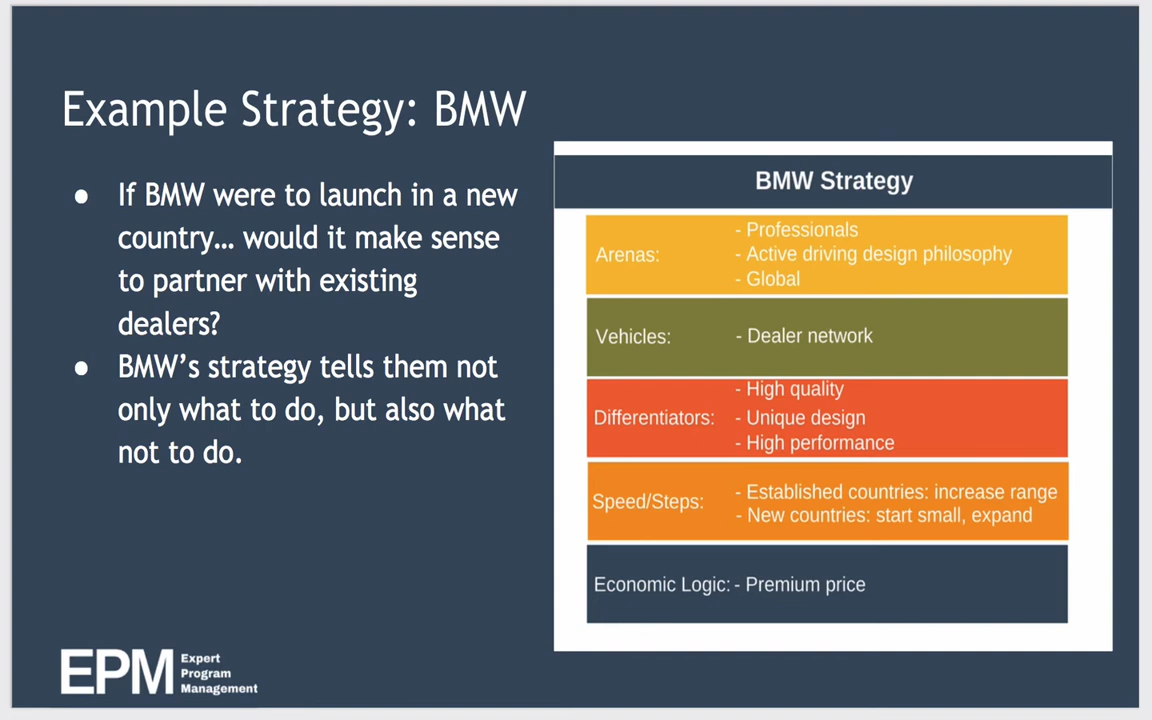 Example Strategy: BMW
● If BMW were to launch in a new
country… would it make sense
to partner with existing
dealers?
● BMW’s strategy tells them not
only what to do, but also what
not to do.
BMW Strategy
Arenas:
- Professionals
- Active driving design philosophy
- Global
Vehicles: - Dealer network
Differentiators:
- High quality
- Unique design
- High performance
Speed/Steps:
- Established countries: increase range
- New countries: start small, expand
Economic Logic: - Premium price
EPM
Expert
Program
Management